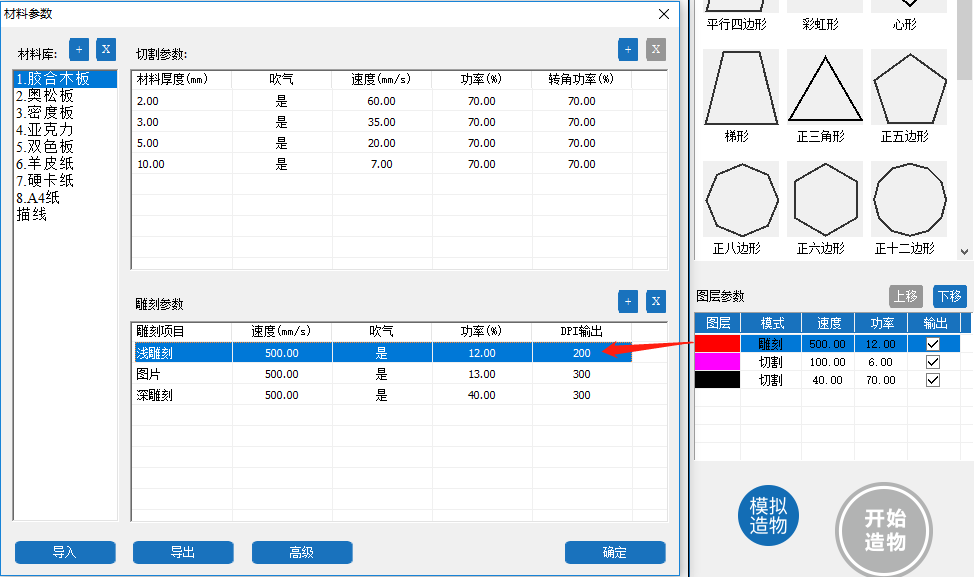 材料参数
材料库: + X
1.胶合木板
2.奥松板
3.密度板
4.亚克力
5.双色板
6.羊皮纸
7.硬卡纸
8.A4纸
描线
切割参数: + X
材料厚度(mm) 吹气 速度(mm/s) 功率(%) 转角功率(%)
2.00 是 60.00 70.00 70.00
3.00 是 35.00 70.00 70.00
5.00 是 20.00 70.00 70.00
10.00 是 7.00 70.00 70.00
雕刻参数 + X
雕刻项目 速度(mm/s) 吹气 功率(%) DPI输出
浅雕刻 500.00 是 12.00 200
图片 500.00 是 13.00 300
深雕刻 500.00 是 40.00 300
导入 导出 高级 确定
平行四边形 彩虹形 心形
梯形 正三角形 正五边形
正八边形 正六边形 正十二边形
图层参数 上移 下移
图层 模式 速度 功率 输出
雕刻 500.00 12.00
切割 100.00 6.00
切割 40.00 70.00
模拟
造物
开始
造物